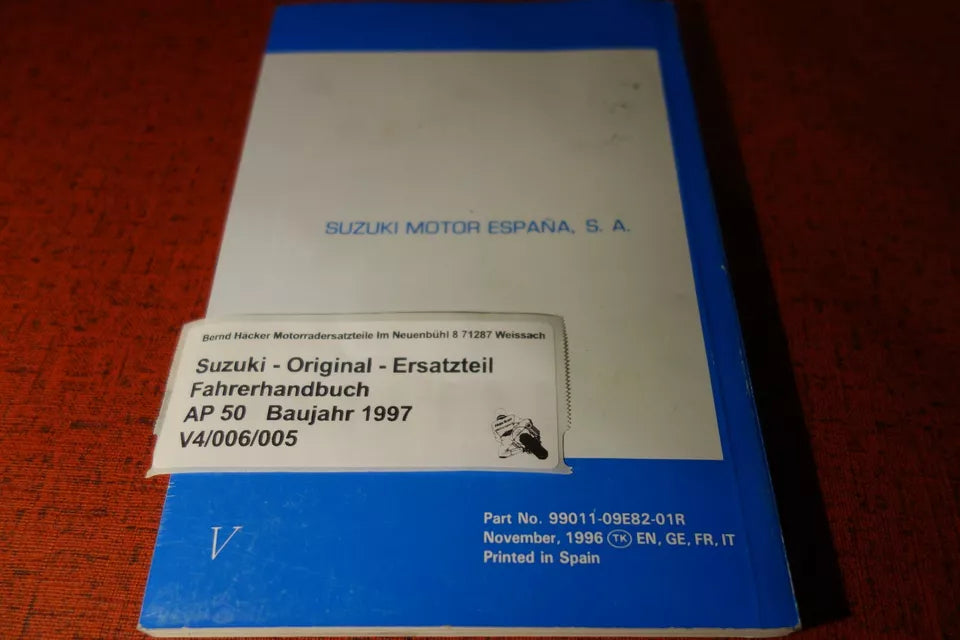 SUZUKI MOTOR ESPAÑA, S. A.
Bernd Häcker Motorradersatzteile Im Neuenbühl 8 71287 Weissach
Suzuki - Original - Ersatzteil
Fahrerhandbuch
AP 50 Baujahr 1997
V4/006/005
V
Part No. 99011-09E82-01R
November, 1996 TK EN, GE, FR, IT
Printed in Spain